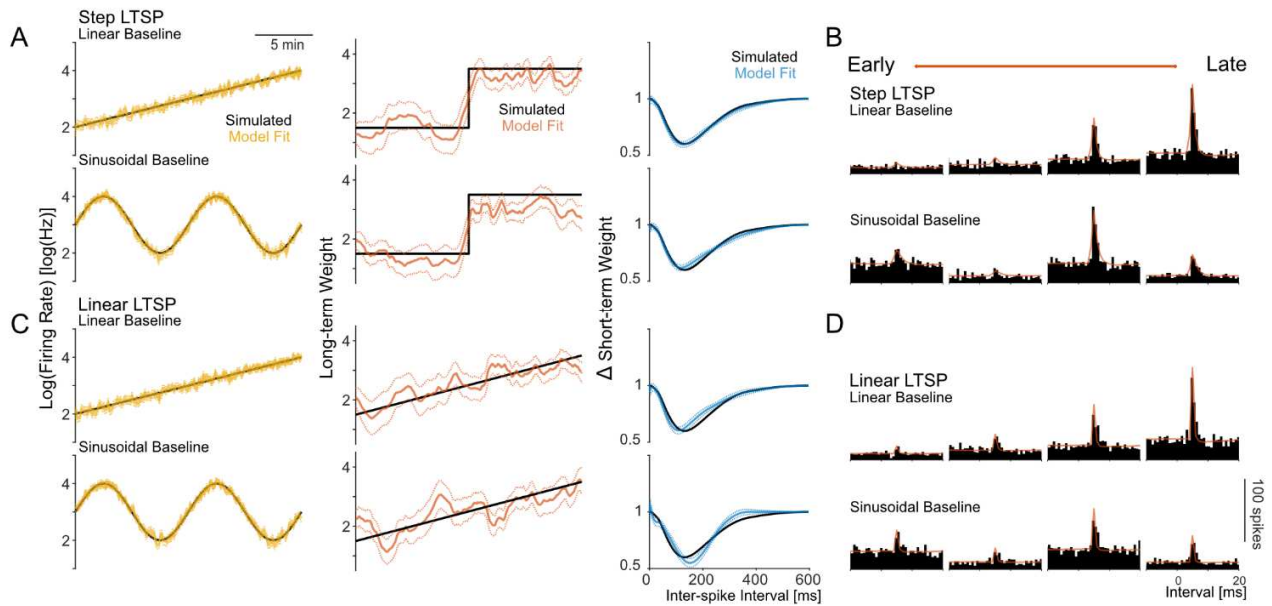 A
Step LTSP
Linear Baseline
5 min
4
2
Simulated
Model Fit
Sinusoidal Baseline
4
2
Log(Firing Rate) [log(Hz)]
4
2
Simulated
Model Fit
4
2
Long-term Weight
Simulated
Model Fit
1
0.5
1
0.5
Δ Short-term Weight
B
Early
Late
Step LTSP
Linear Baseline
Sinusoidal Baseline
C
Linear LTSP
Linear Baseline
4
2
Sinusoidal Baseline
4
2
4
2
4
2
1
0.5
1
0.5
0
200
400
600
Inter-spike Interval [ms]
D
Linear LTSP
Linear Baseline
Sinusoidal Baseline
100 spikes
0
20
Interval [ms]